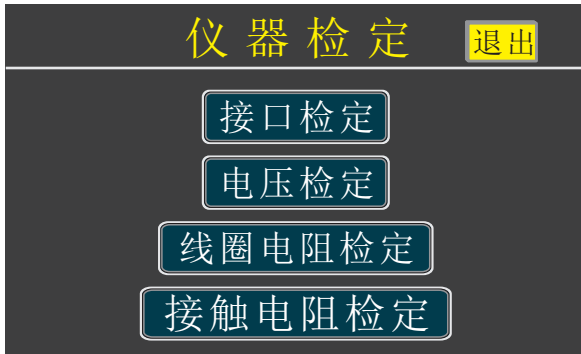 仪器检定 退出
接口检定
电压检定
线圈电阻检定
接触电阻检定